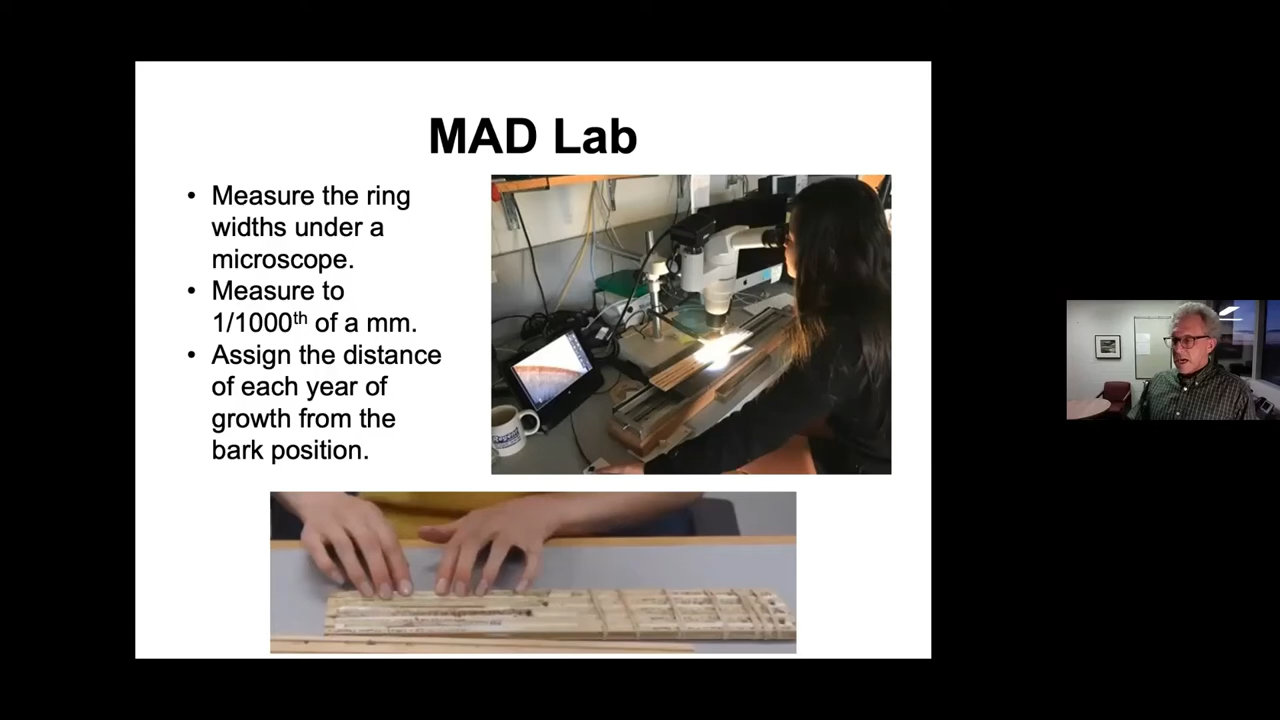 MAD Lab
• Measure the ring
widths under a
microscope.
• Measure to
1/1000th of a mm.
• Assign the distance
of each year of
growth from the
bark position.